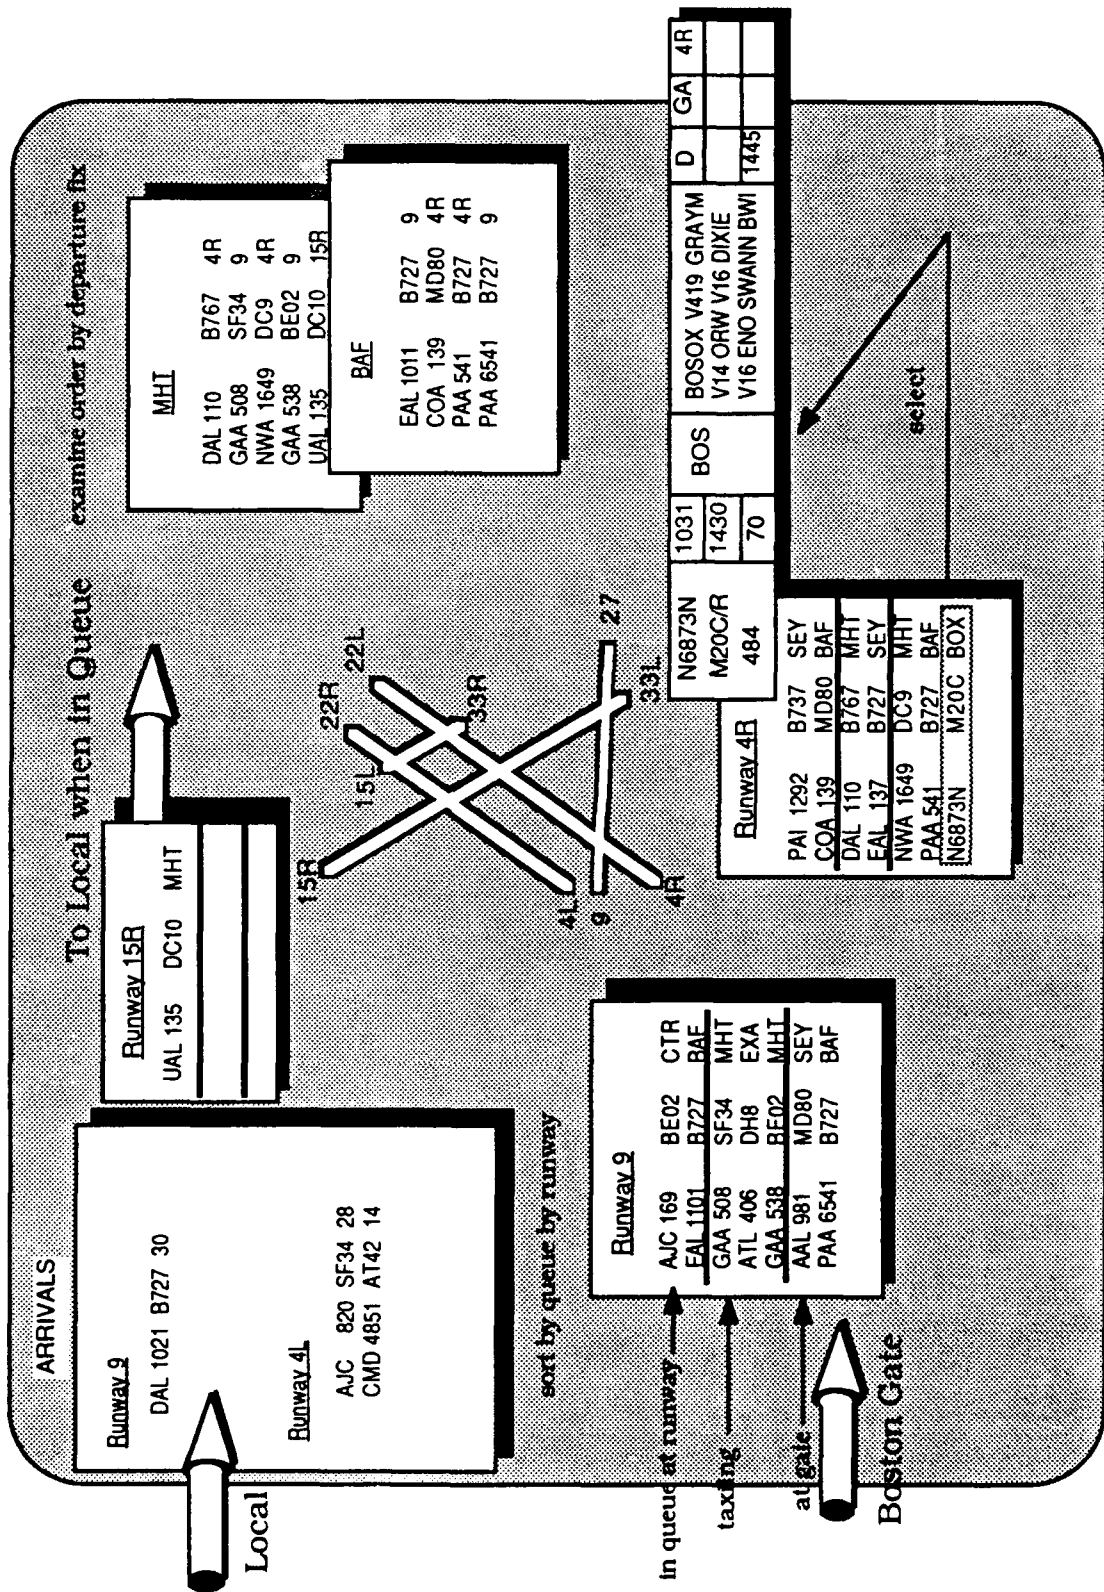 ARRIVALS
Runway 9
DAL 1021 B727 30
Runway 4L
AJC 820 SF34 28
CMD 4851 AT42 14
Local
To Local when in Queue
Runway 15R
UAL 135 DC10 MHT
examine order by departure fix
MHT
DAL 110 B767 4R
GAA 508 SF34 9
NWA 1649 DC9 4R
GAA 538 BE02 9
UAL 135 DC10 15R
BAF
EAL 1011 B727 9
COA 139 MD80 4R
PAA 541 B727 4R
PAA 6541 B727 9
15R
15L
22R
22L
33R
4L
9
4R
27
33L
sort by queue by runway
in queue at runway
taxiing
at gate
Boston Gate
Runway 9
AJC 169 BE02 CTR
EAL 1101 B727 BAF
GAA 508 SF34 MHT
ATL 406 DH8 EXA
GAA 538 BE02 MHT
AAL 981 MD80 SEY
PAA 6541 B727 BAF
Runway 4R
PAI 1292 B737 SEY
COA 139 MD80 BAF
DAL 110 B767 MHT
EAL 137 B727 SEY
NWA 1649 DC9 MHT
PAA 541 B727 BAF
N6873N M20C BOX
select
N6873N 1031 BOS BOSOX V419 GRAYM D GA 4R
M20C/R 1430 V14 ORW V16 DIXIE
484 70 V16 ENO SWANN BWI 1445